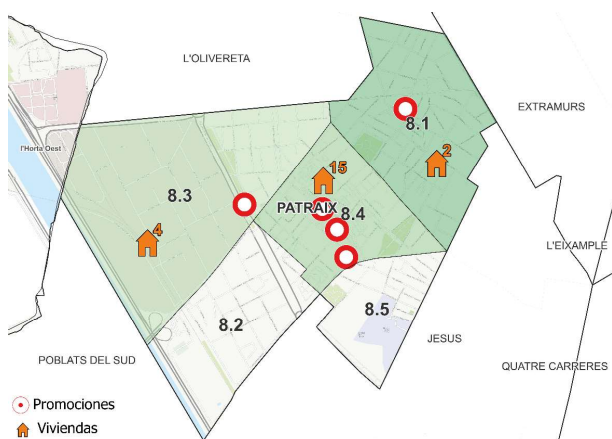 L'OLIVERETA
EXTRAMURS
8.1
2
l'Horta Oest
15
8.3
PATRAIX
8.4
4
L'EIXAMPLE
8.5
8.2
JESUS
POBLATS DEL SUD
QUATRE CARRERES
Promociones
Viviendas